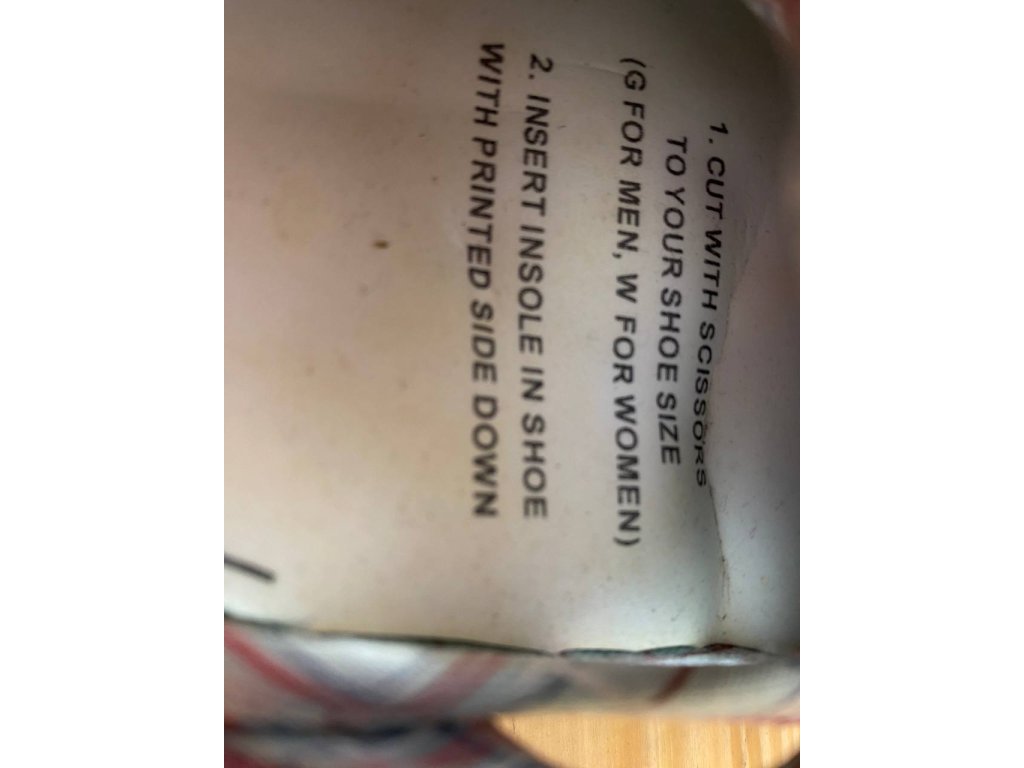 1. CUT WITH SCISSORS
TO YOUR SHOE SIZE
(G FOR MEN, W FOR WOMEN)
2. INSERT INSOLE IN SHOE
WITH PRINTED SIDE DOWN